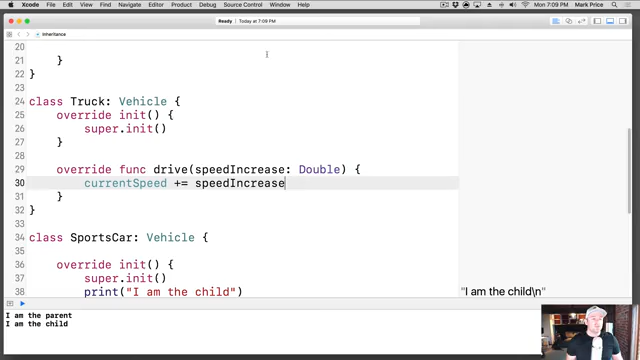 Xcode File Edit View Find Navigate Editor Product Debug Source Control Window Help Mon 7:09 PM Mark Price
Ready Today at 7:09 PM
Inheritance
20
21 }
22 }
23
24 class Truck: Vehicle {
25 override init() {
26 super.init()
27 }
28
29 override func drive(speedIncrease: Double) {
30 currentSpeed += speedIncrease
31 }
32 }
33
34 class SportsCar: Vehicle {
35
36 override init() {
37 super.init()
38 print("I am the child") "I am the child\n"
I am the parent
I am the child